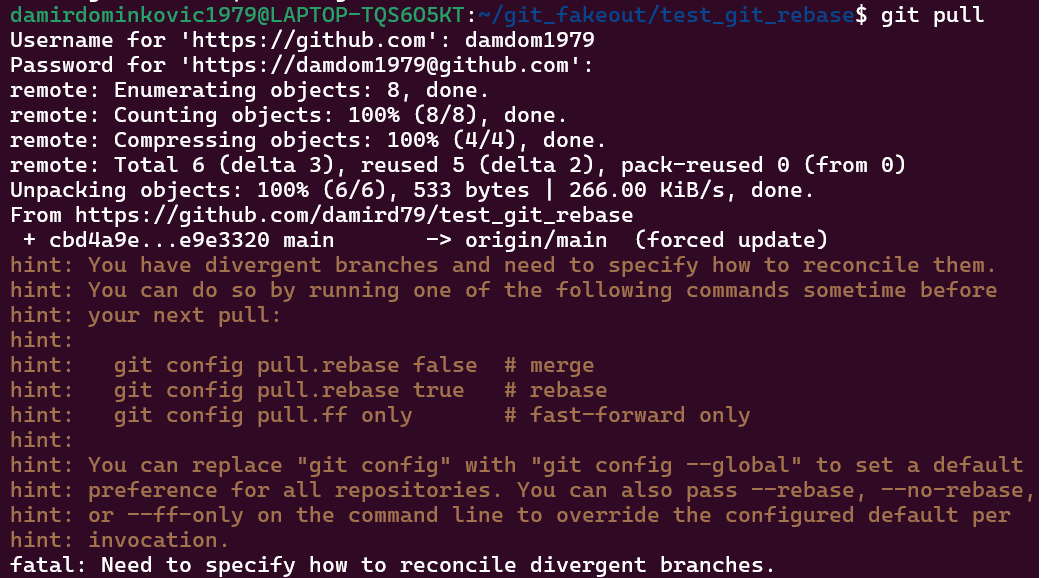 damirdominkovic1979@LAPTOP-TQS6O5KT:~/git_fakeout/test_git_rebase$ git pull
Username for 'https://github.com': damdom1979
Password for 'https://damdom1979@github.com':
remote: Enumerating objects: 8, done.
remote: Counting objects: 100% (8/8), done.
remote: Compressing objects: 100% (4/4), done.
remote: Total 6 (delta 3), reused 5 (delta 2), pack-reused 0 (from 0)
Unpacking objects: 100% (6/6), 533 bytes | 266.00 KiB/s, done.
From https://github.com/damird79/test_git_rebase
 + cbd4a9e...e9e3320 main       -> origin/main  (forced update)
hint: You have divergent branches and need to specify how to reconcile them.
hint: You can do so by running one of the following commands sometime before
hint: your next pull:
hint:
hint:   git config pull.rebase false  # merge
hint:   git config pull.rebase true   # rebase
hint:   git config pull.ff only       # fast-forward only
hint:
hint: You can replace "git config" with "git config --global" to set a default
hint: preference for all repositories. You can also pass --rebase, --no-rebase,
hint: or --ff-only on the command line to override the configured default per
hint: invocation.
fatal: Need to specify how to reconcile divergent branches.